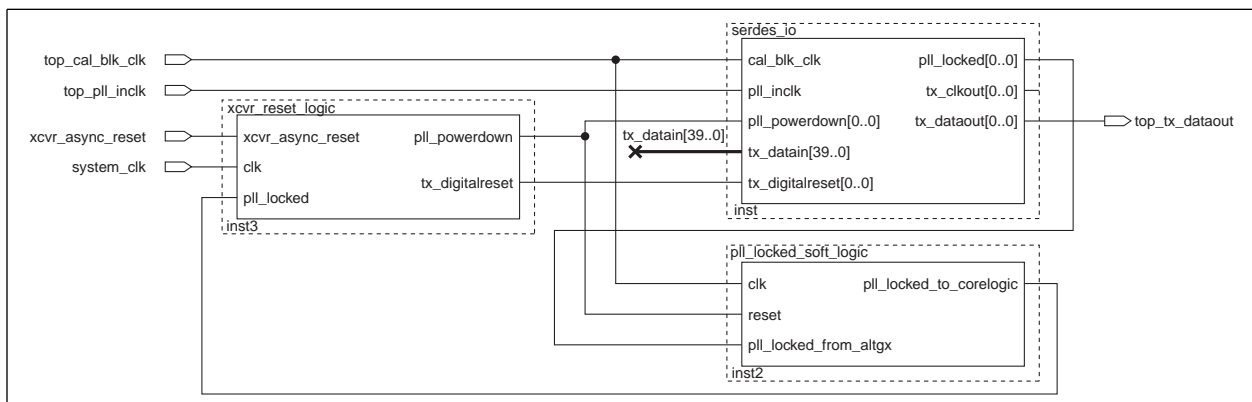 top_cal_blk_clk
top_pll_inclk
xcvr_async_reset
system_clk
xcvr_reset_logic
xcvr_async_reset
pll_powerdown
clk
tx_digitalreset
pll_locked
inst3
serdes_io
cal_blk_clk
pll_locked[0..0]
pll_inclk
tx_clkout[0..0]
pll_powerdown[0..0]
tx_dataout[0..0]
tx_datain[39..0]
tx_datain[39..0]
tx_digitalreset[0..0]
inst
top_tx_dataout
pll_locked_soft_logic
clk
pll_locked_to_corelogic
reset
pll_locked_from_altgx
inst2